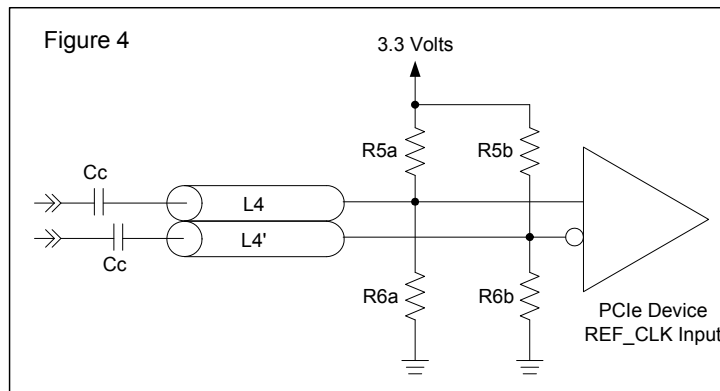 Figure 4
3.3 Volts
R5a
R5b
Cc
L4
L4'
Cc
R6a
R6b
PCIe Device
REF_CLK Input